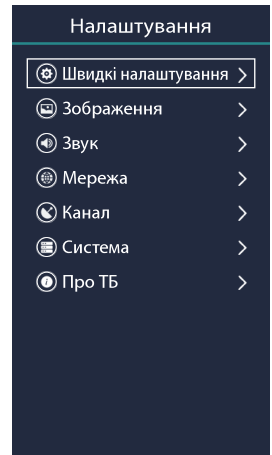 Налаштування
Швидкі налаштування
Зображення
Звук
Мережа
Канал
Система
Про ТБ